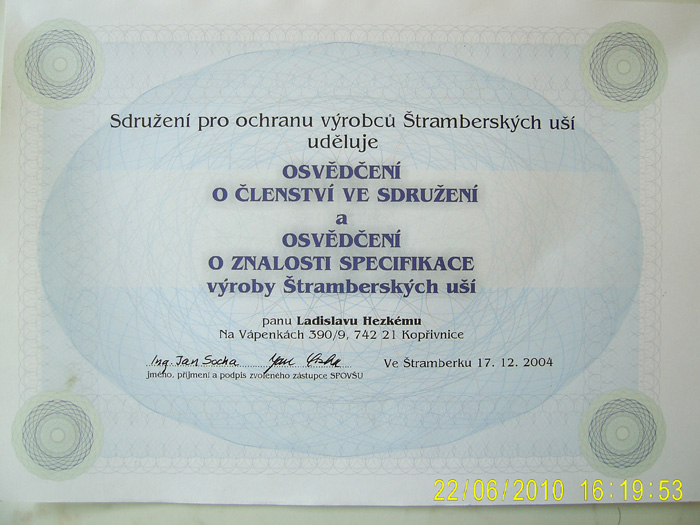 Sdružení pro ochranu výrobců Štramberských uší
uděluje
OSVĚDČENÍ
O ČLENSTVÍ VE SDRUŽENÍ
a
OSVĚDČENÍ
O ZNALOSTI SPECIFIKACE
výroby Štramberských uší
panu Ladislavu Hezkému
Na Vápenkách 390/9, 742 21 Kopřivnice
Ing. Jan Socha
Ve Štramberku 17. 12. 2004
jméno, příjmení a podpis zvoleného zástupce SPOVŠU
22/06/2010 16:19:53